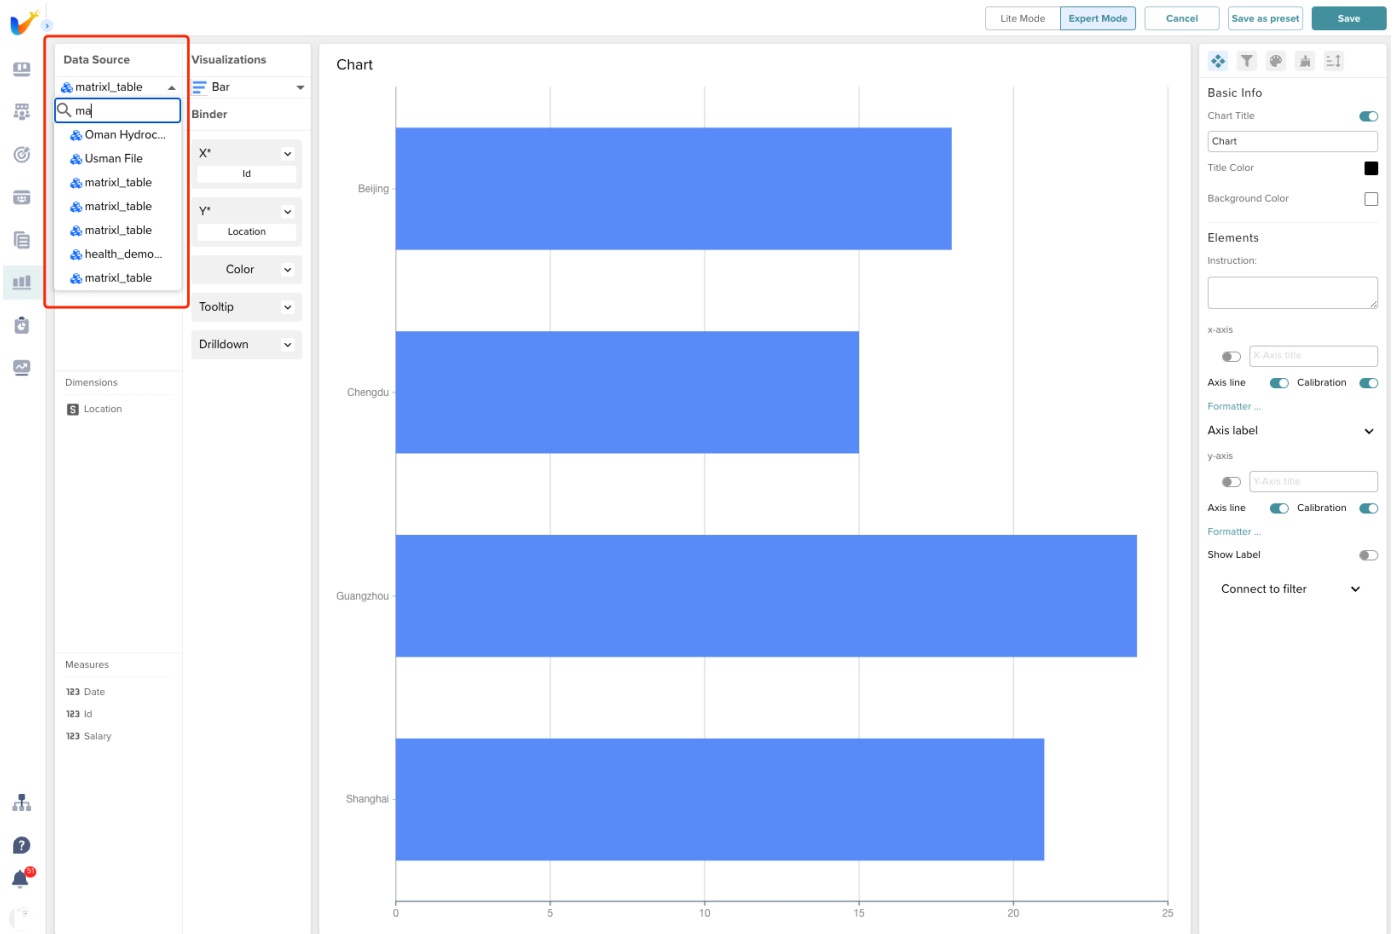 Lite Mode
Expert Mode
Cancel
Save as preset
Save
Data Source
matrixl_table
ma
Oman Hydroc...
Usman File
matrixl_table
matrixl_table
matrixl_table
health_demo...
matrixl_table
Dimensions
S Location
Measures
123 Date
123 Id
123 Salary
?
51
Visualizations
Bar
Binder
X*
Id
Y*
Location
Color
Tooltip
Drilldown
Chart
Beijing
Chengdu
Guangzhou
Shanghai
0 5 10 15 20 25
Basic Info
Chart Title
Chart
Title Color
Background Color
Elements
Instruction:
x-axis
X-Axis title
Axis line Calibration
Formatter ...
Axis label
y-axis
Y-Axis title
Axis line Calibration
Formatter ...
Show Label
Connect to filter